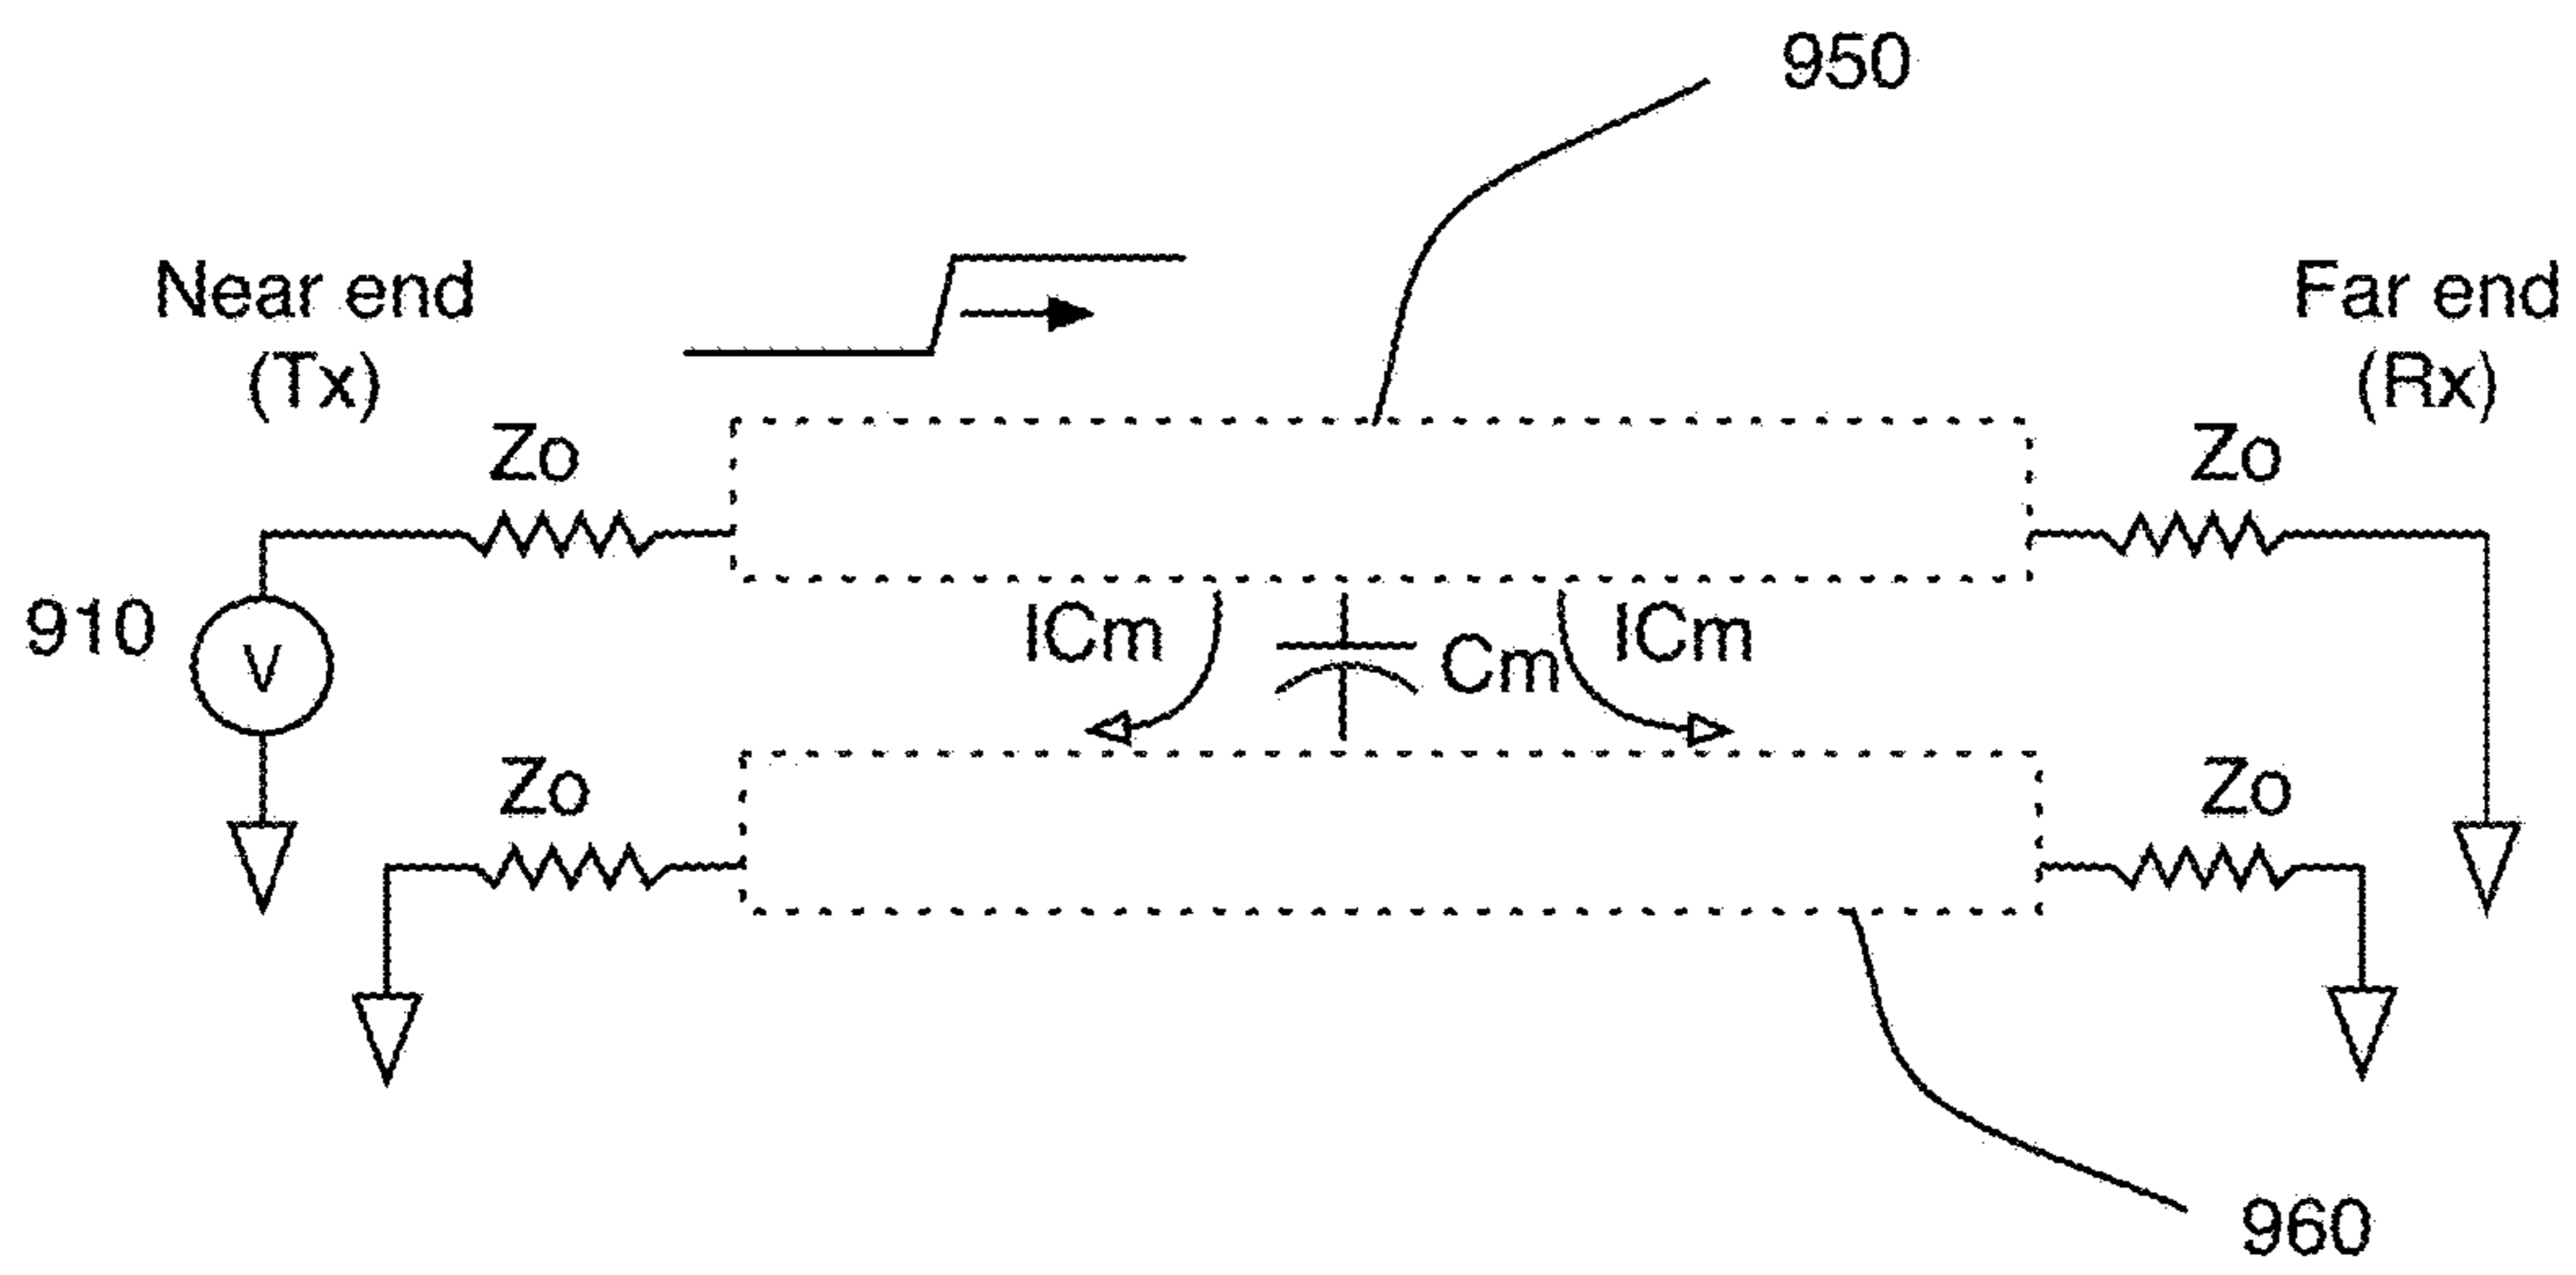 950
Near end
(Tx)
Far end
(Rx)
Zo
Zo
910
V
ICm
Cm
ICm
Zo
Zo
960